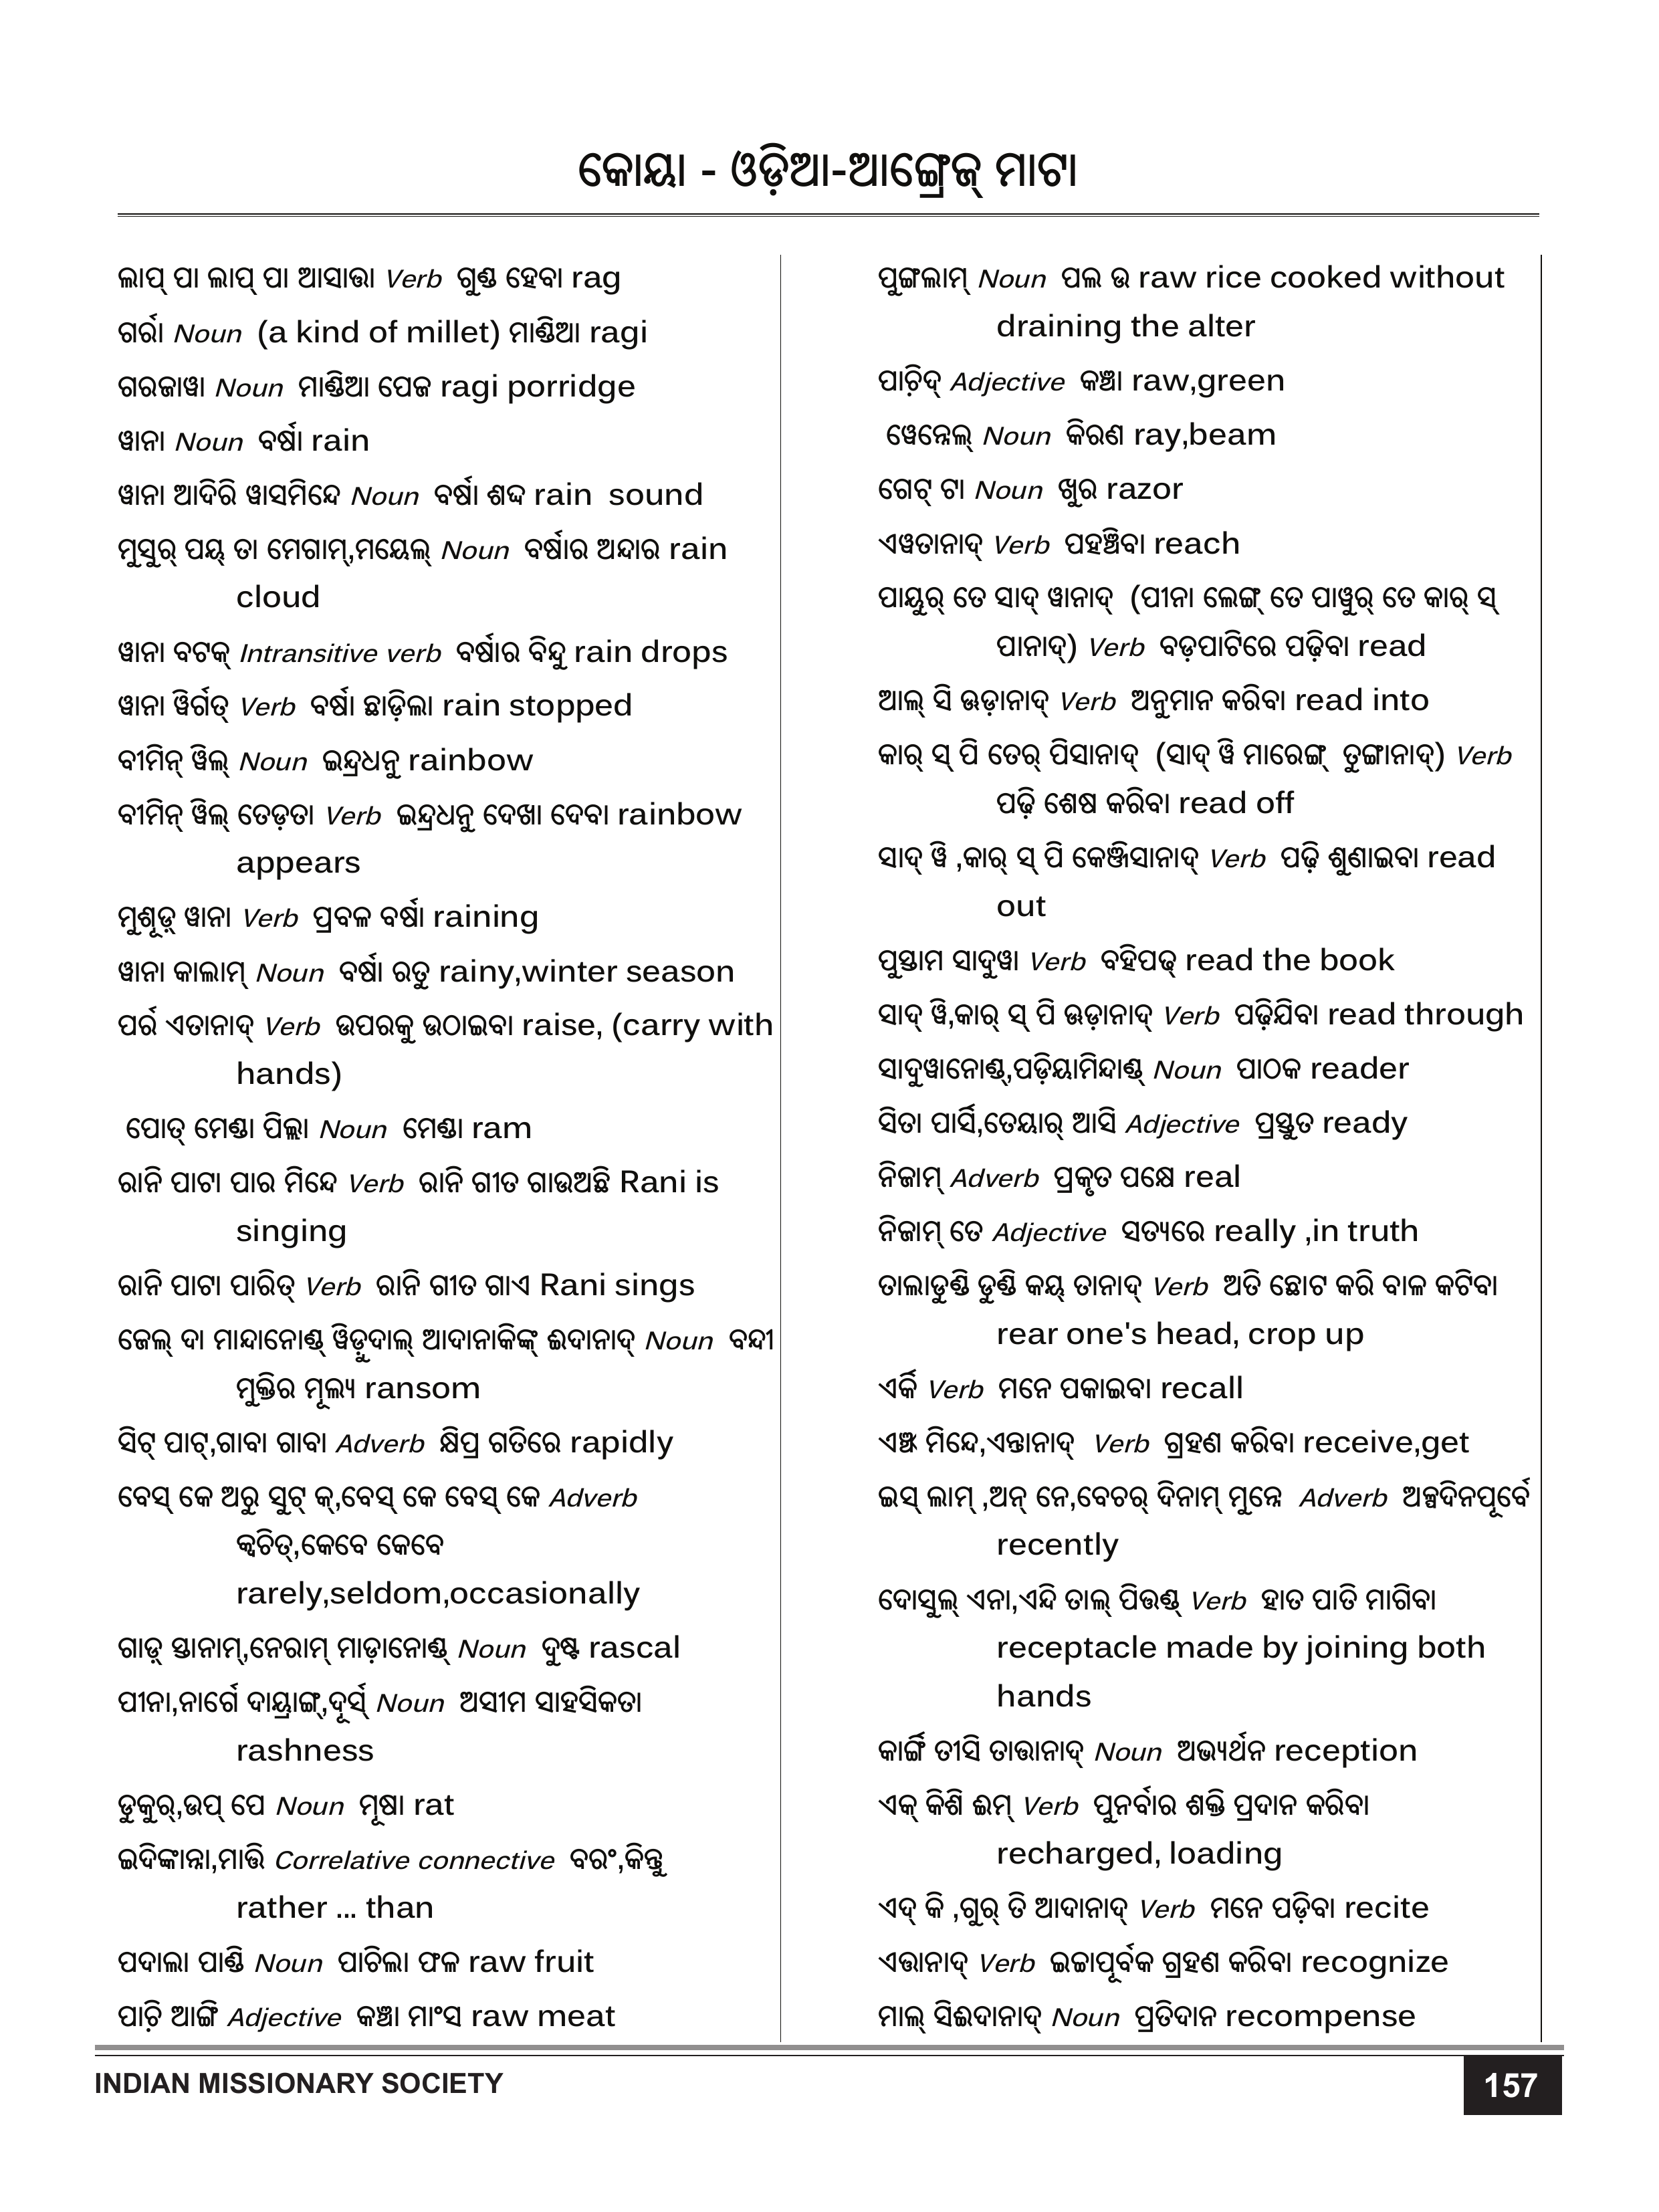 କୋୟା - ଓଡ଼ିଆ-ଆଙ୍ଗ୍ରେଜ୍ ମାଟା
ଲାପ୍ ପା ଲାପ୍ ପା ଆସାତ୍ତା Verb ଗୁଣ୍ଡ ହେବା rag
ଗର୍ରା Noun (a kind of millet) ମାଣ୍ଡିଆ ragi
ଗରଜାୱା Noun ମାଣ୍ଡିଆ ପେଜ ragi porridge
ୱାନା Noun ବର୍ଷା rain
ୱାନା ଆଦିରି ୱାସମିନ୍ଦେ Noun ବର୍ଷା ଶବ୍ଦ rain sound
ମୁସୁର୍ ପୟ୍ ତା ମେଗାମ୍,ମୟେଲ୍ Noun ବର୍ଷାର ଅନ୍ଦାର rain
cloud
ୱାନା ବଟକ୍ Intransitive verb ବର୍ଷାର ବିନ୍ଦୁ rain drops
ୱାନା ୱିର୍ଗତ୍ Verb ବର୍ଷା ଛାଡ଼ିଲା rain stopped
ବୀମିନ୍ ୱିଲ୍ Noun ଇନ୍ଦ୍ରଧନୁ rainbow
ବୀମିନ୍ ୱିଲ୍ ତେଡ଼ତା Verb ଇନ୍ଦ୍ରଧନୁ ଦେଖା ଦେବା rainbow
appears
ମୁଶୂଡ଼୍ ୱାନା Verb ପ୍ରବଳ ବର୍ଷା raining
ୱାନା କାଲାମ୍ Noun ବର୍ଷା ରତୁ rainy,winter season
ପର୍ର ଏତାନାଦ୍ Verb ଉପରକୁ ଉଠାଇବା raise, (carry with
hands)
ପୋତ୍ ମେଣ୍ଡା ପିଲ୍ଲା Noun ମେଣ୍ଡା ram
ରାନି ପାଟା ପାର ମିନ୍ଦେ Verb ରାନି ଗୀତ ଗାଉଅଛି Rani is
singing
ରାନି ପାଟା ପାରିତ୍ Verb ରାନି ଗୀତ ଗାଏ Rani sings
ଜେଲ୍ ଦା ମାନ୍ଦାନୋଣ୍ଡ୍ ୱିଡ଼ୁଦାଲ୍ ଆଦାନାକିଙ୍କ୍ ଈଦାନାଦ୍ Noun ବନ୍ଦୀ
ମୁକ୍ତିର ମୂଲ୍ୟ ransom
ସିଟ୍ ପାଟ୍,ଗାବା ଗାବା Adverb କ୍ଷିପ୍ର ଗତିରେ rapidly
ବେସ୍ କେ ଅରୁ ସୁଟ୍ କ୍,ବେସ୍ କେ ବେସ୍ କେ Adverb
କ୍ୱଚିତ୍,କେବେ କେବେ
rarely,seldom,occasionally
ଗାଡ଼୍ ସ୍ତାନାମ୍,ନେରାମ୍ ମାଡ଼ାନୋଣ୍ଡ୍ Noun ଦୁଷ୍ଟ rascal
ପୀନା,ନାର୍ଗେ ଦାୟ୍ରାଙ୍ଗ୍,ଦୂର୍ସ୍ Noun ଅସୀମ ସାହସିକତା
rashness
ଡୁକୁର୍,ଉପ୍ ପେ Noun ମୂଷା rat
ଇଦିଙ୍କାନ୍ନା,ମାତ୍ତି Correlative connective ବରଂ,କିନ୍ତୁ
rather ... than
ପଦାଲା ପାଣ୍ଡି Noun ପାଚିଲା ଫଳ raw fruit
ପାଡ଼ି ଆଙ୍ଗି Adjective କଞ୍ଚା ମାଂସ raw meat
ପୁଙ୍ଗଲାମ୍ Noun ପଲ ଉ raw rice cooked without
draining the alter
ପାଚ଼ିଦ୍ Adjective କଞ୍ଚା raw,green
ୱେନ୍ନେଲ୍ Noun କିରଣ ray,beam
ଗେଟ୍ ଟା Noun ଖୁର razor
ଏୱତାନାଦ୍ Verb ପହଞ୍ଚିବା reach
ପାୟୁର୍ ତେ ସାଦ୍ ୱାନାଦ୍ (ପୀନା ଲେଙ୍ଗ୍ ତେ ପାୱୁର୍ ତେ କାର୍ ସ୍
ପାନାଦ୍) Verb ବଡ଼ପାଟିରେ ପଢ଼ିବା read
ଆଲ୍ ସି ଊଡ଼ାନାଦ୍ Verb ଅନୁମାନ କରିବା read into
କାର୍ ସ୍ ପି ତେର୍ ପିସାନାଦ୍ (ସାଦ୍ ୱି ମାରେଙ୍ଗ୍ ତୁଙ୍ଗାନାଦ୍) Verb
ପଢ଼ି ଶେଷ କରିବା read off
ସାଦ୍ ୱି ,କାର୍ ସ୍ ପି କେଞ୍ଜିସାନାଦ୍ Verb ପଢ଼ି ଶୁଣାଇବା read
out
ପୁସ୍ତାମ ସାଦୁୱା Verb ବହିପଢ୍ read the book
ସାଦ୍ ୱି,କାର୍ ସ୍ ପି ଊଡ଼ାନାଦ୍ Verb ପଢ଼ିଯିବା read through
ସାଦୁୱାନୋଣ୍ଡ୍,ପଡ଼ିୟାମିନ୍ଦାଣ୍ଡ୍ Noun ପାଠକ reader
ସିତା ପାର୍ସି,ତେୟାର୍ ଆସି Adjective ପ୍ରସ୍ତୁତ ready
ନିଜାମ୍ Adverb ପ୍ରକୃତ ପକ୍ଷେ real
ନିଜାମ୍ ତେ Adjective ସତ୍ୟରେ really ,in truth
ତାଲାଡୁଣ୍ଡି ଡୁଣ୍ଡି କୟ୍ ତାନାଦ୍ Verb ଅତି ଛୋଟ କରି ବାଳ କଟିବା
rear one's head, crop up
ଏର୍କି Verb ମନେ ପକାଇବା recall
ଏଞ୍ଚ ମିନ୍ଦେ,ଏନ୍ତାନାଦ୍ Verb ଗ୍ରହଣ କରିବା receive,get
ଇସ୍ ଲାମ୍ ,ଅନ୍ ନେ,ବେଚର୍ ଦିନାମ୍ ମୁନ୍ନେ Adverb ଅଳ୍ପଦିନପୂର୍ବେ
recently
ଦୋସୁଲ୍ ଏନା,ଏନ୍ଦି ତାଲ୍ ପିତ୍ତଣ୍ଡ୍ Verb ହାତ ପାତି ମାଗିବା
receptacle made by joining both
hands
କାର୍ଙ୍ଗି ତୀସି ତାତ୍ତାନାଦ୍ Noun ଅଭ୍ୟର୍ଥନ reception
ଏକ୍ କିଶି ଈମ୍ Verb ପୁନର୍ବାର ଶକ୍ତି ପ୍ରଦାନ କରିବା
recharged, loading
ଏଦ୍ କି ,ଗୁର୍ ତି ଆଦାନାଦ୍ Verb ମନେ ପଡ଼ିବା recite
ଏତ୍ତାନାଦ୍ Verb ଇଚ୍ଚାପୂର୍ବକ ଗ୍ରହଣ କରିବା recognize
ମାଲ୍ ସିଈଦାନାଦ୍ Noun ପ୍ରତିଦାନ recompense
INDIAN MISSIONARY SOCIETY
157